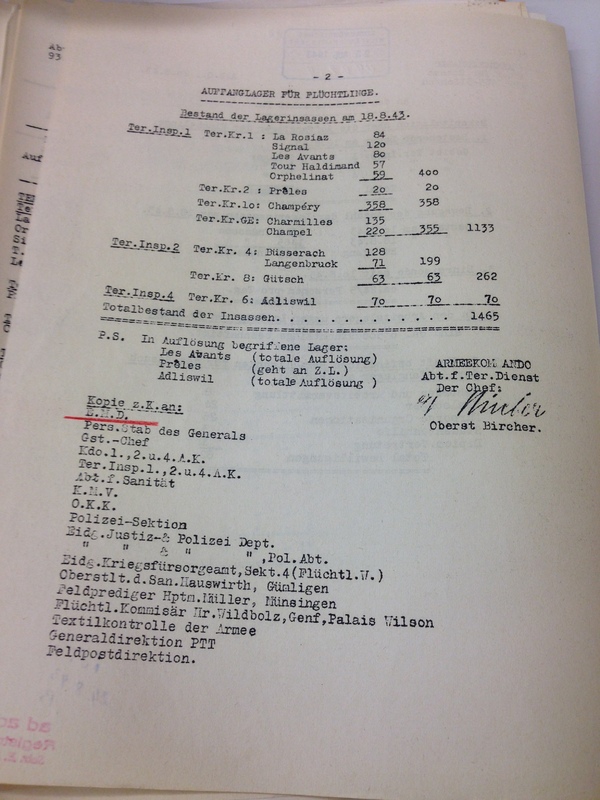 - 2 -
AUFFANGLAGER FÜR FLÜCHTLINGE.
Bestand der Lagerinsassen am 18.8.43.
Ter.Insp.1 Ter.Kr.1 : La Rosiaz 84
Signal 120
Les Avants 80
Tour Haldimand 57
Orphelinat 59 400
Ter.Kr.2 : Prêles 20 20
Ter.Kr.1o: Champéry 358 358
Ter.Kr.GE: Charmilles 135
Champel 220 355 1133
Ter.Insp.2 Ter.Kr. 4: Büsserach 128
Langenbruck 71 199
Ter.Kr. 8: Gütsch 63 63 262
Ter.Insp.4 Ter.Kr. 6: Adliswil 70 70 70
Totalbestand der Insassen. . . . . . . . . . . . . 1465
P.S. In Auflösung begriffene Lager:
Les Avants (totale Auflösung)
Prêles (geht an Z.L.)
Adliswil (totale Auflösung )
ARMEEKOMMANDO
Abt.f.Ter.Dienst
Der Chef:
Oberst Bircher.
Kopie z.K.an:
E.M.D.
Pers.Stab des Generals
Gst.-Chef
Kdo.1.,2.u.4.A.K.
Ter.Insp.1.,2.u.4.A.K.
Abt.f.Sanität
K.M.V.
O.K.K.
Polizei-Sektion
Eidg.Justiz-& Polizei Dept.
" " & " ",Pol.Abt.
Eidg.Kriegsfürsorgeamt,Sekt.4(Flüchtl.W.)
Oberstlt.d.San.Hauswirth, Gümligen
Feldprediger Hptm.Müller, Münsingen
Flüchtl.Kommisär Hr.Wildbolz,Genf,Palais Wilson
Textilkontrolle der Armee
Generaldirektion PTT
Feldpostdirektion.